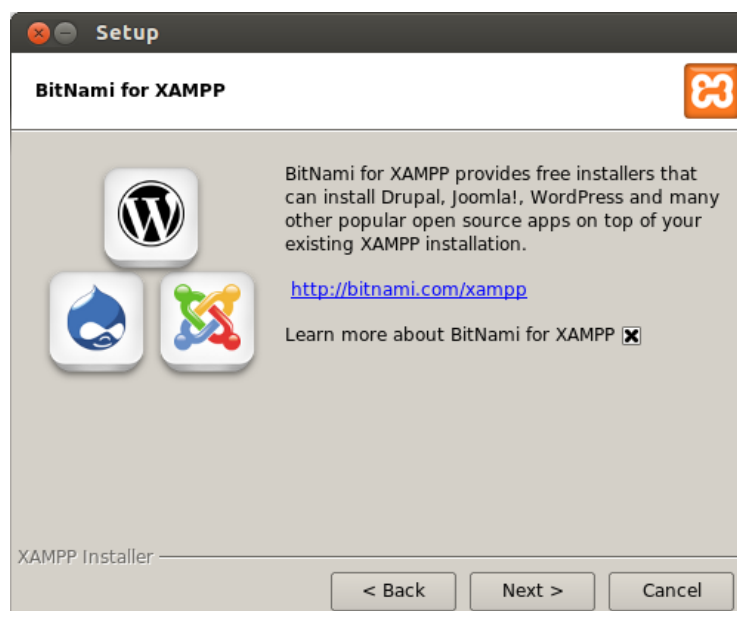 Setup
BitNami for XAMPP
BitNami for XAMPP provides free installers that
can install Drupal, Joomla!, WordPress and many
other popular open source apps on top of your
existing XAMPP installation.
http://bitnami.com/xampp
Learn more about BitNami for XAMPP
XAMPP Installer
< Back
Next >
Cancel